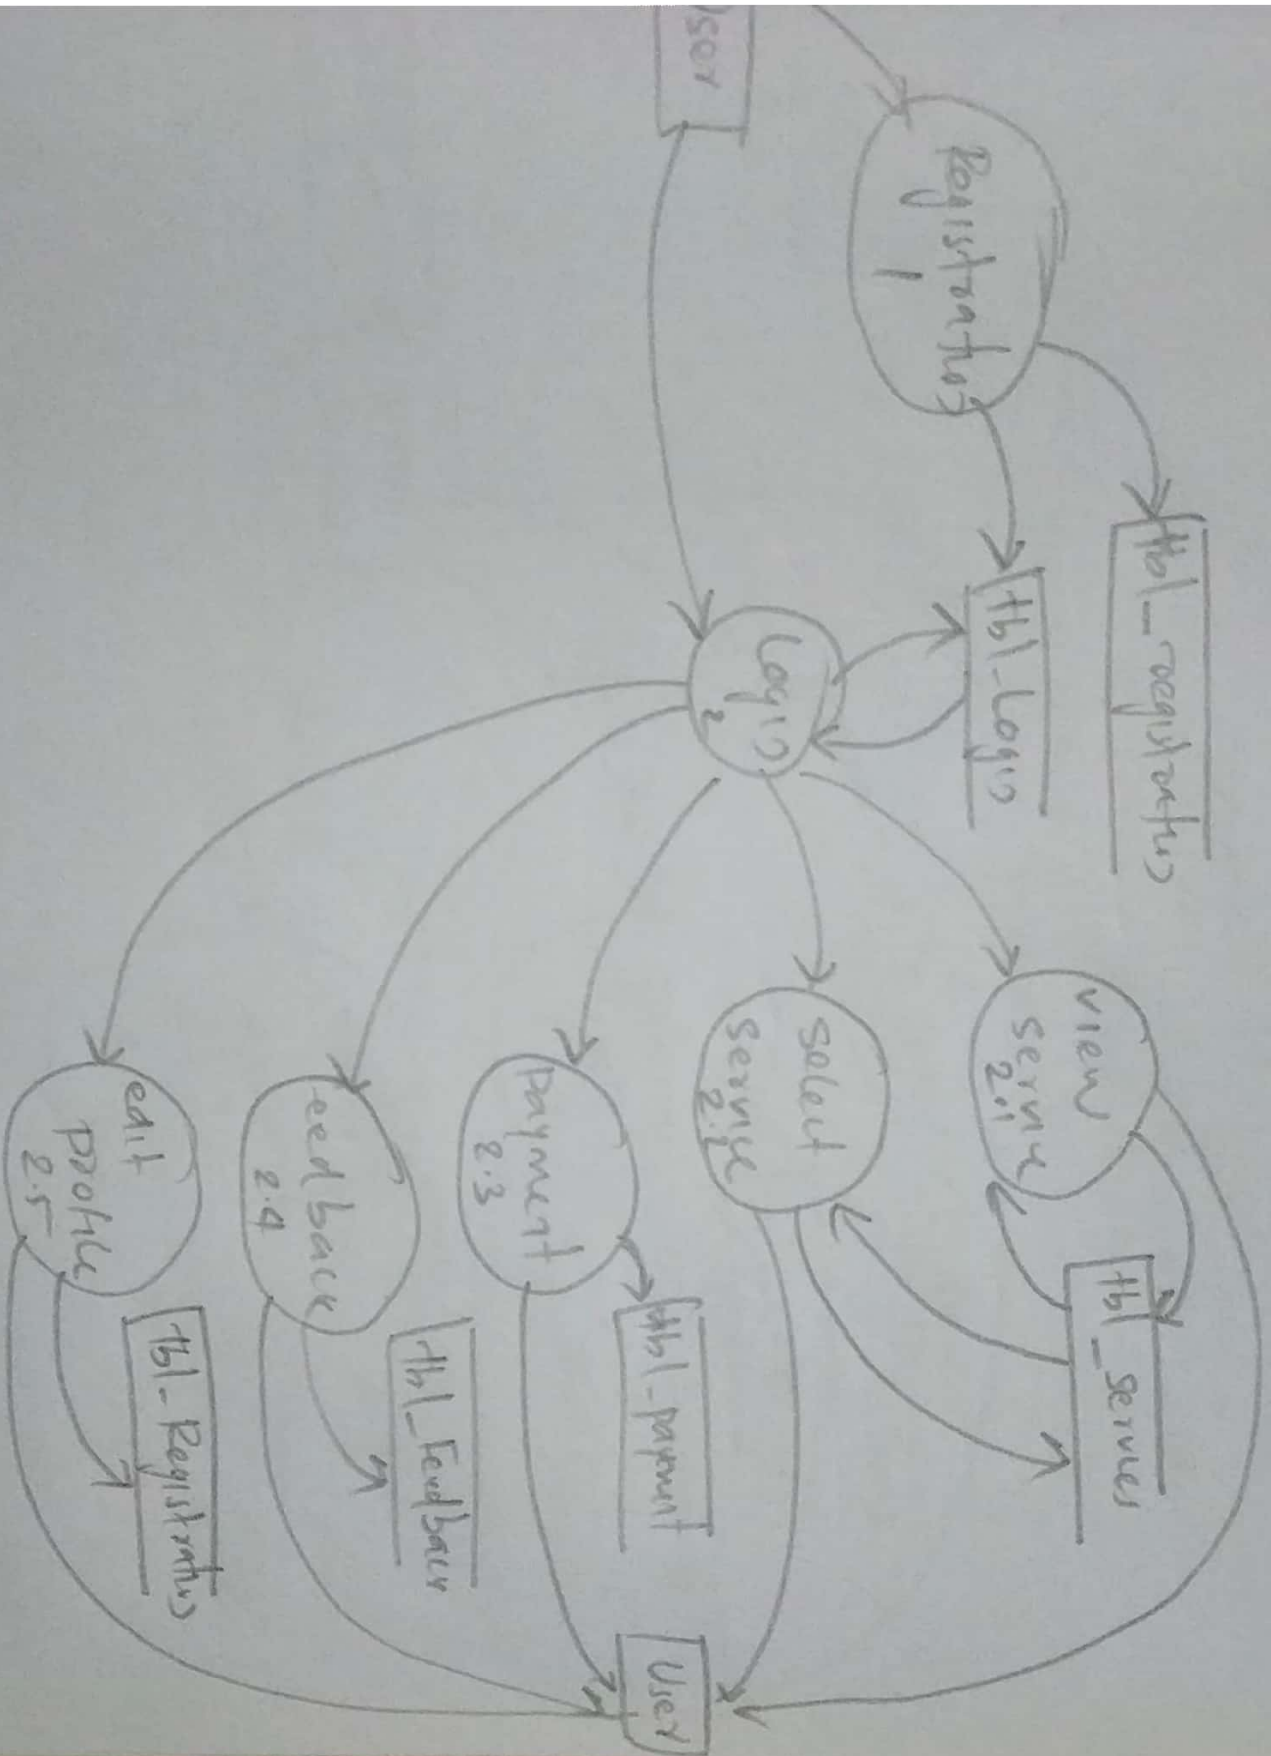 User
Registration
1
tbl_registration
tbl_Login
Login
2
view
service
2.1
select
service
2.2
payment
2.3
feedback
2.4
edit
profile
2.5
tbl_services
tbl_payment
tbl_Feedback
tbl_Registration
User